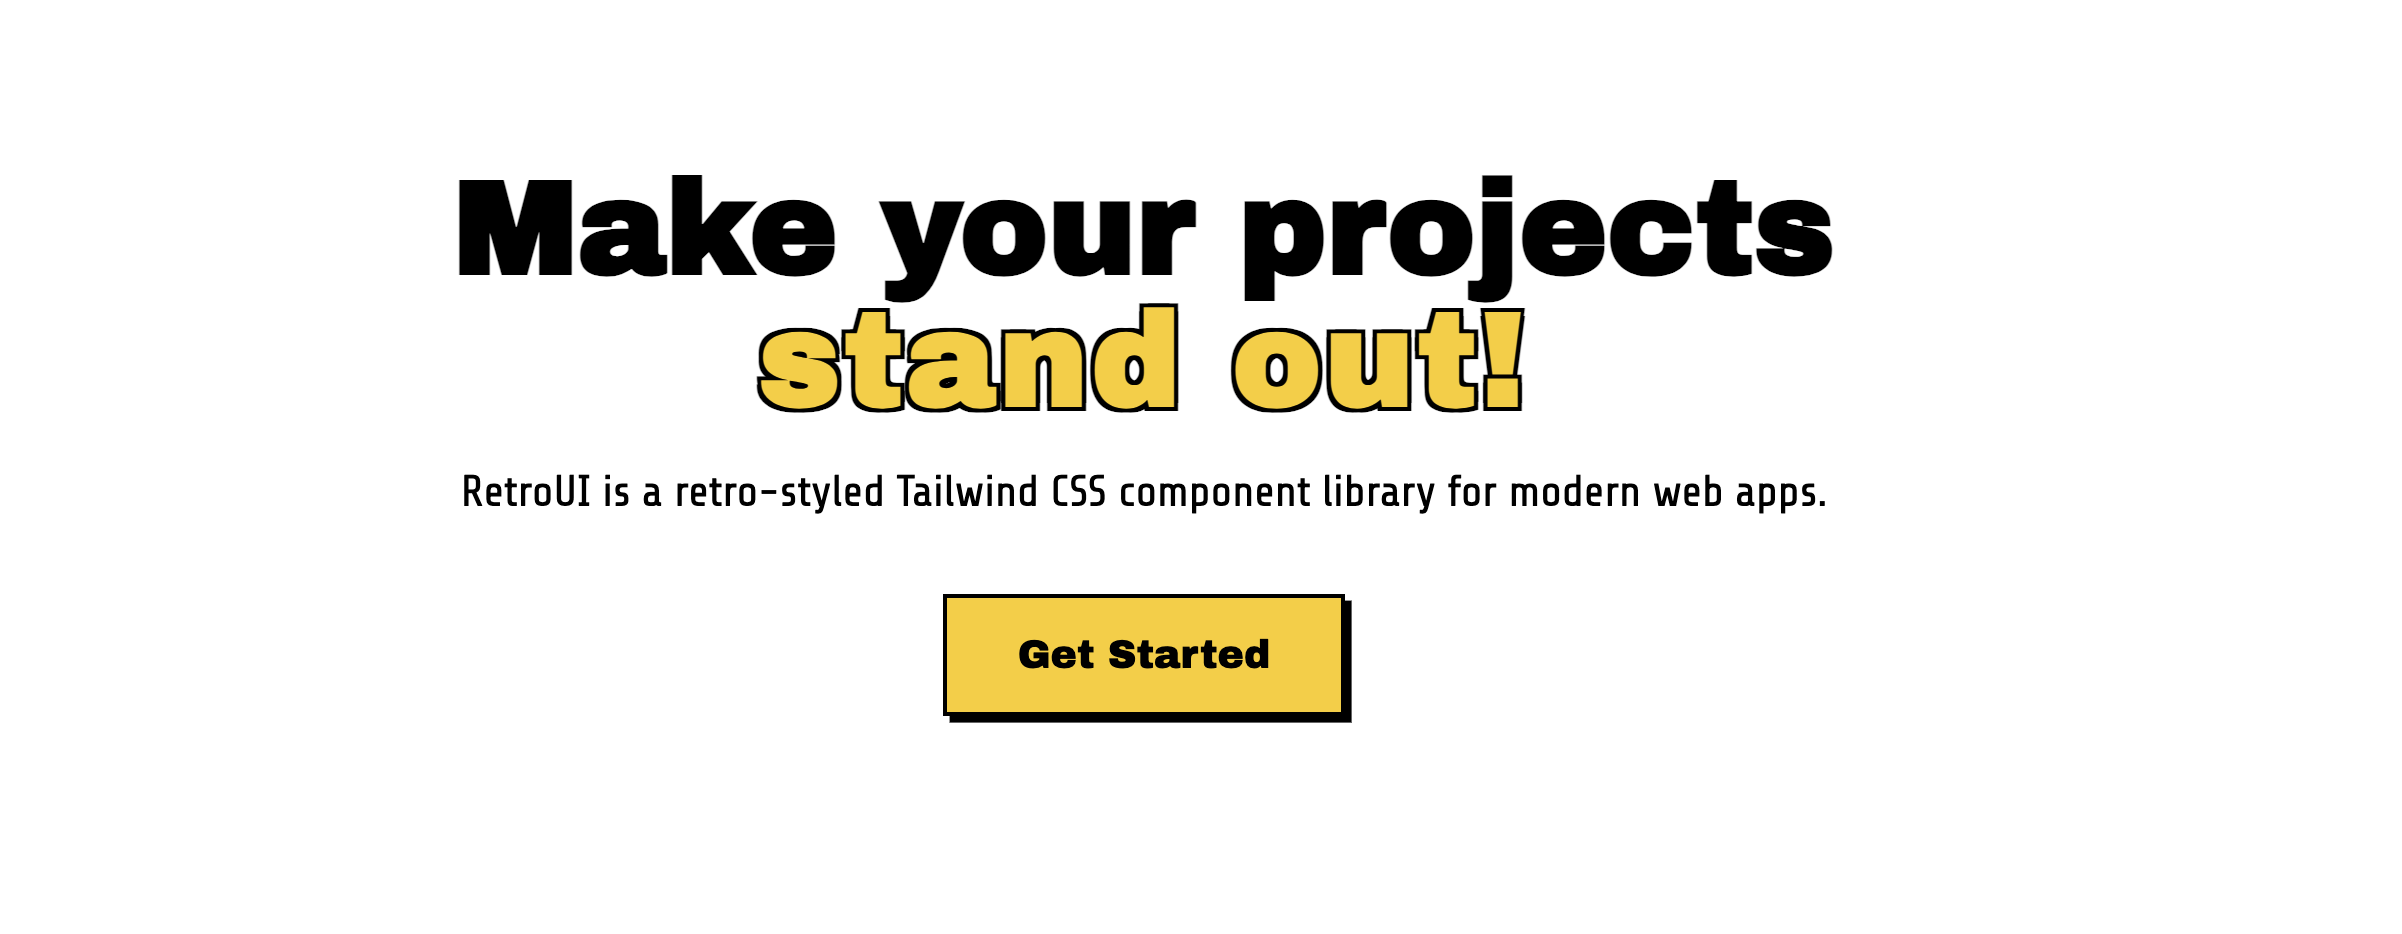 Make your projects
stand out!
RetroUI is a retro-styled Tailwind CSS component library for modern web apps.
Get Started